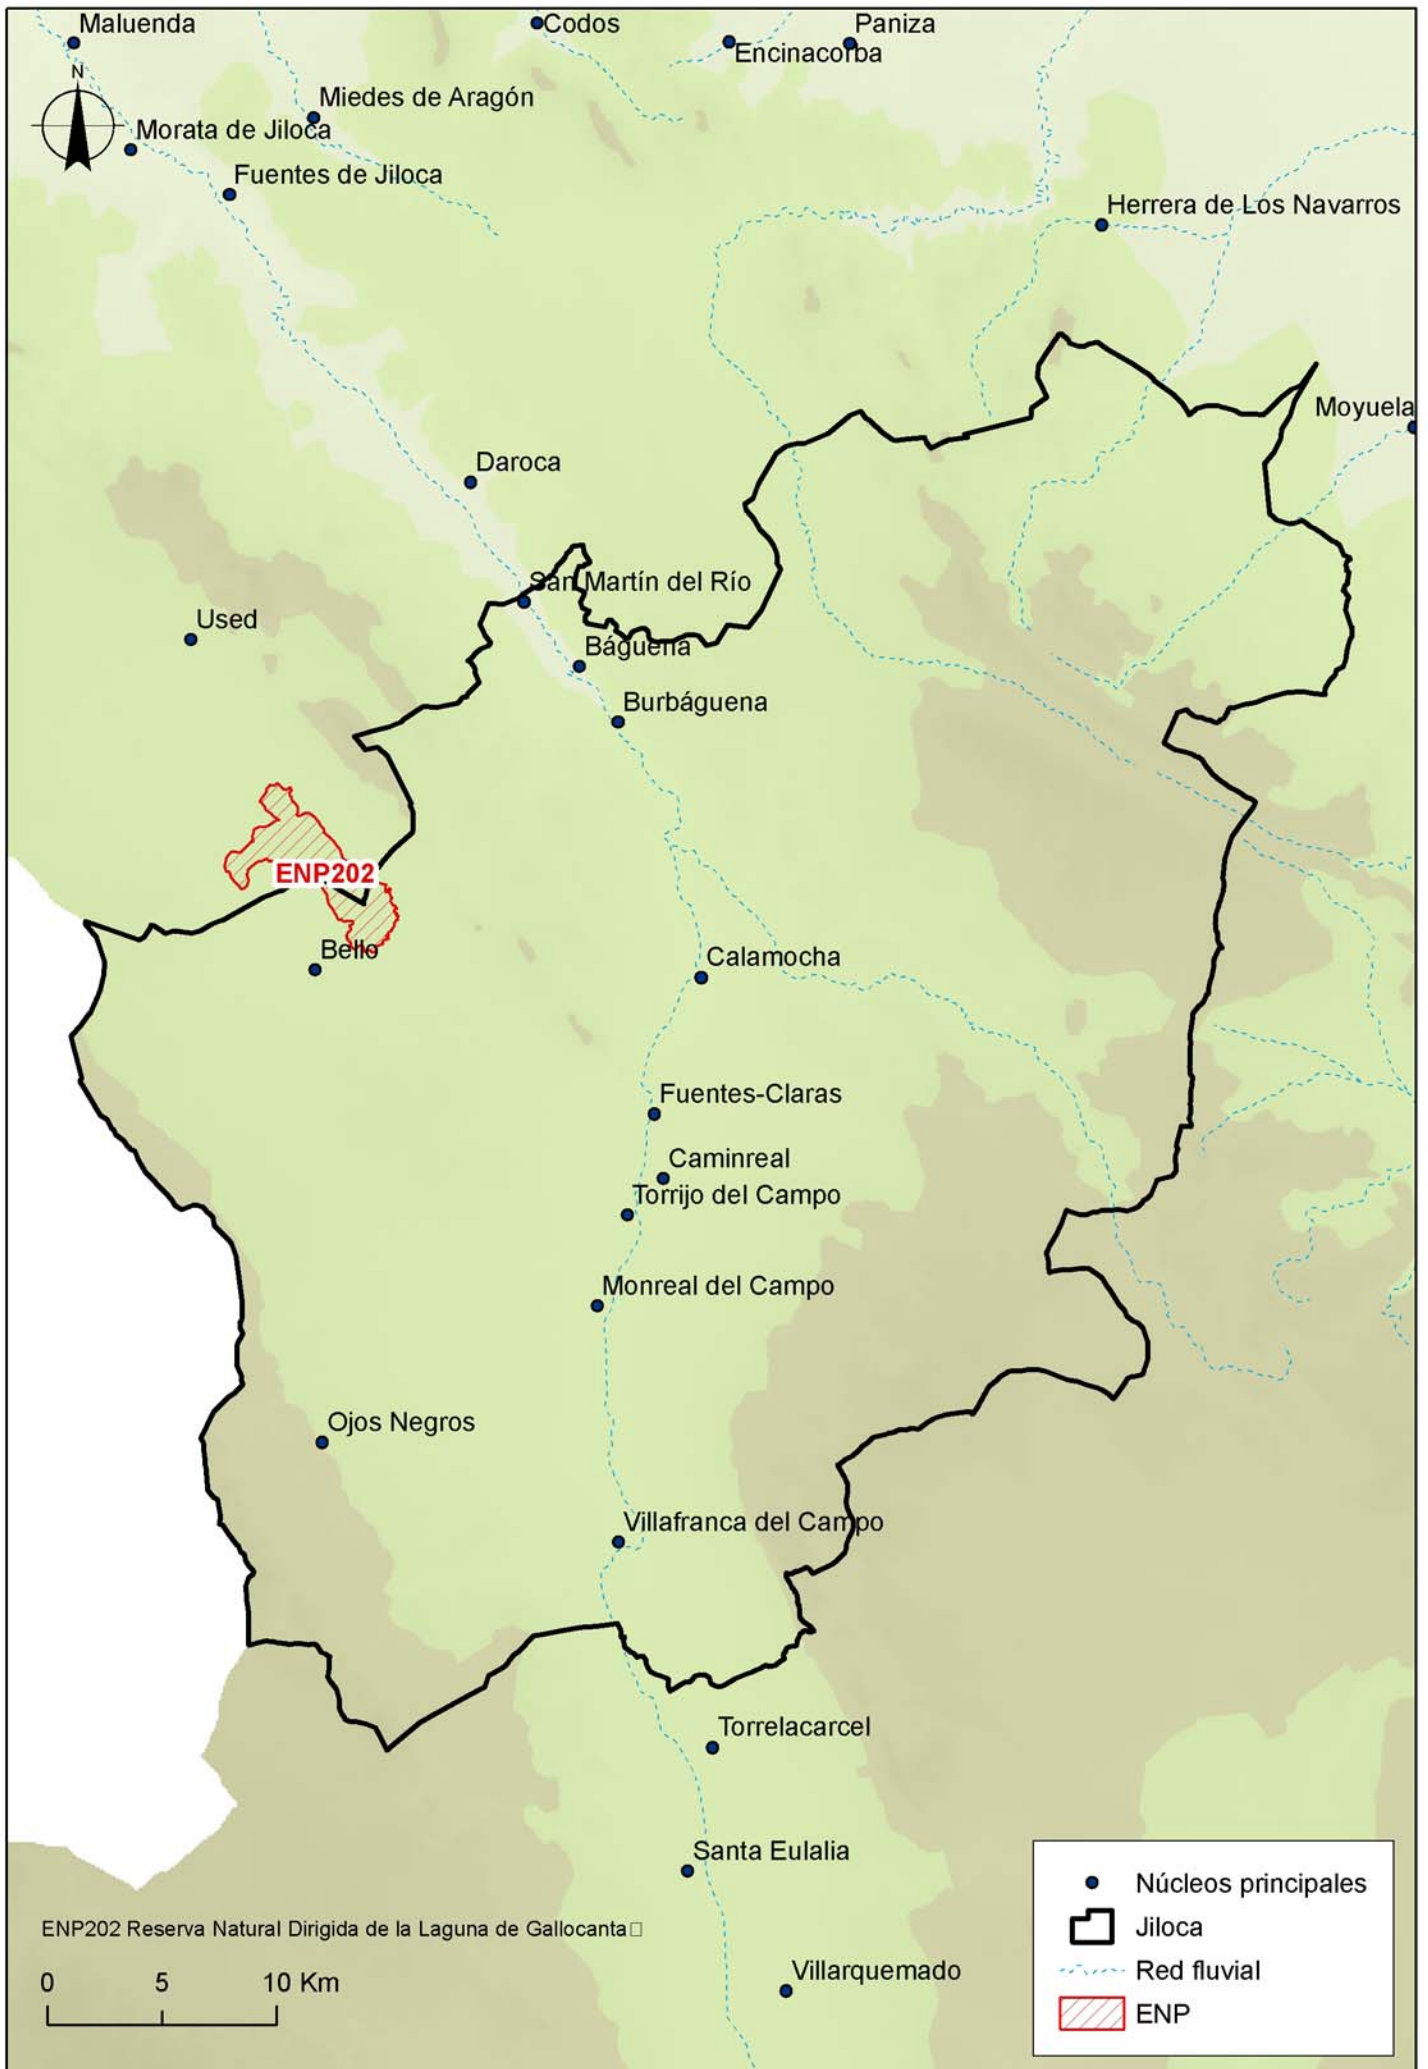 Maluenda
Codos
Paniza
Encinacorba
N
Miedes de Aragón
Morata de Jiloca
Fuentes de Jiloca
Herrera de Los Navarros
Moyuela
Daroca
San Martín del Río
Used
Báguena
Burbáguena
ENP202
Bello
Calamocha
Fuentes-Claras
Caminreal
Torrijo del Campo
Monreal del Campo
Ojos Negros
Villafranca del Campo
Torrelacarcel
Santa Eulalia
Villarquemado
ENP202 Reserva Natural Dirigida de la Laguna de Gallocanta
0 5 10 Km
Núcleos principales
Jiloca
Red fluvial
ENP